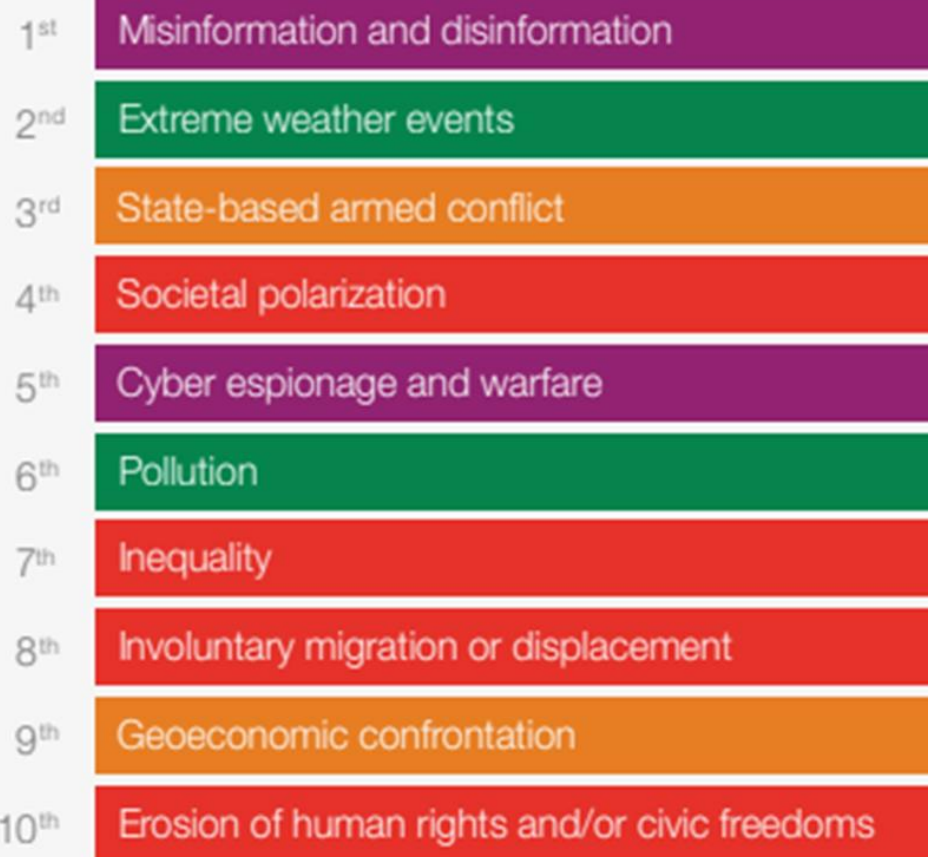 1st Misinformation and disinformation
2nd Extreme weather events
3rd State-based armed conflict
4th Societal polarization
5th Cyber espionage and warfare
6th Pollution
7th Inequality
8th Involuntary migration or displacement
9th Geoeconomic confrontation
10th Erosion of human rights and/or civic freedoms